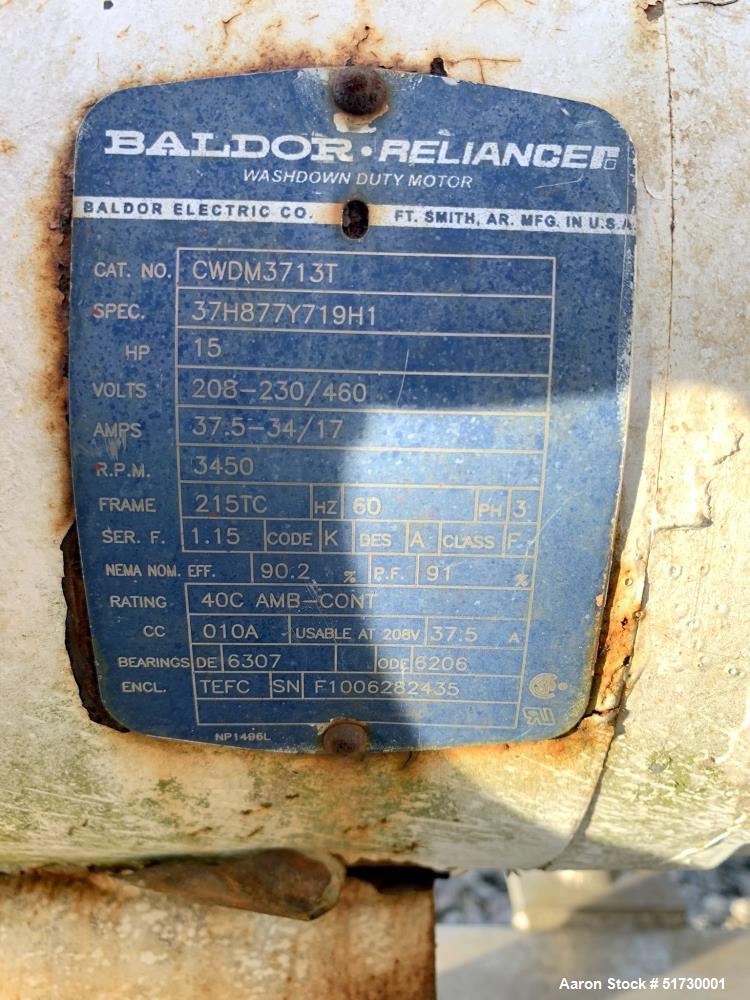 BALDOR • RELIANCE
WASHDOWN DUTY MOTOR
BALDOR ELECTRIC CO. FT. SMITH, AR. MFG. IN U.S.A
CAT. NO. CWDM3713T
SPEC. 37H877Y719H1
HP 15
VOLTS 208-230/460
AMPS 37.5-34/17
R.P.M. 3450
FRAME 215TC HZ 60 PH 3
SER. F. 1.15 CODE K DES A CLASS F
NEMA NOM. EFF. 90.2 % P.F. 91 %
RATING 40C AMB-CONT
CC 010A USABLE AT 208V 37.5 A
BEARINGS DE 6307 ODE 6206
ENCL. TEFC SN F1006282435
NP1496L
Aaron Stock # 51730001